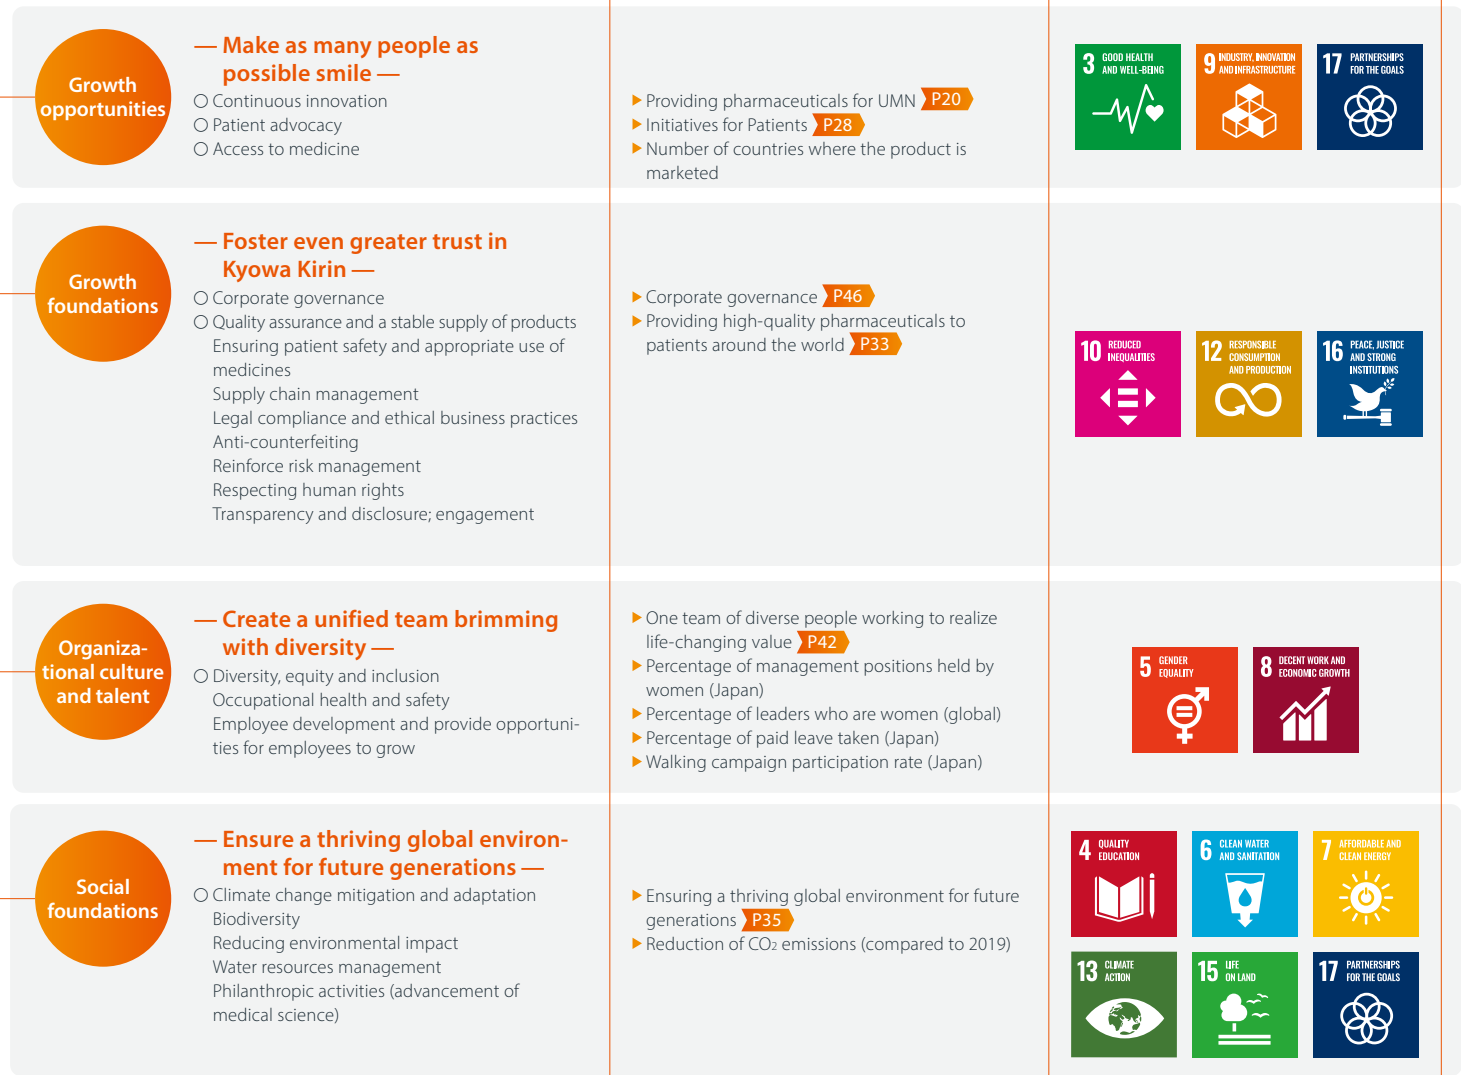 Growth
opportunities
— Make as many people as
possible smile —
○ Continuous innovation
○ Patient advocacy
○ Access to medicine
▶ Providing pharmaceuticals for UMN P20
▶ Initiatives for Patients P28
▶ Number of countries where the product is
marketed
3 GOOD HEALTH
AND WELL-BEING
9 INDUSTRY, INNOVATION
AND INFRASTRUCTURE
17 PARTNERSHIPS
FOR THE GOALS
Growth
foundations
— Foster even greater trust in
Kyowa Kirin —
○ Corporate governance
○ Quality assurance and a stable supply of products
Ensuring patient safety and appropriate use of
medicines
Supply chain management
Legal compliance and ethical business practices
Anti-counterfeiting
Reinforce risk management
Respecting human rights
Transparency and disclosure; engagement
▶ Corporate governance P46
▶ Providing high-quality pharmaceuticals to
patients around the world P33
10 REDUCED
INEQUALITIES
12 RESPONSIBLE
CONSUMPTION
AND PRODUCTION
16 PEACE, JUSTICE
AND STRONG
INSTITUTIONS
Organiza-
tional culture
and talent
— Create a unified team brimming
with diversity —
○ Diversity, equity and inclusion
Occupational health and safety
Employee development and provide opportuni-
ties for employees to grow
▶ One team of diverse people working to realize
life-changing value P42
▶ Percentage of management positions held by
women (Japan)
▶ Percentage of leaders who are women (global)
▶ Percentage of paid leave taken (Japan)
▶ Walking campaign participation rate (Japan)
5 GENDER
EQUALITY
8 DECENT WORK AND
ECONOMIC GROWTH
Social
foundations
— Ensure a thriving global environ-
ment for future generations —
○ Climate change mitigation and adaptation
Biodiversity
Reducing environmental impact
Water resources management
Philanthropic activities (advancement of
medical science)
▶ Ensuring a thriving global environment for future
generations P35
▶ Reduction of CO2 emissions (compared to 2019)
4 QUALITY
EDUCATION
6 CLEAN WATER
AND SANITATION
7 AFFORDABLE AND
CLEAN ENERGY
13 CLIMATE
ACTION
15 LIFE
ON LAND
17 PARTNERSHIPS
FOR THE GOALS